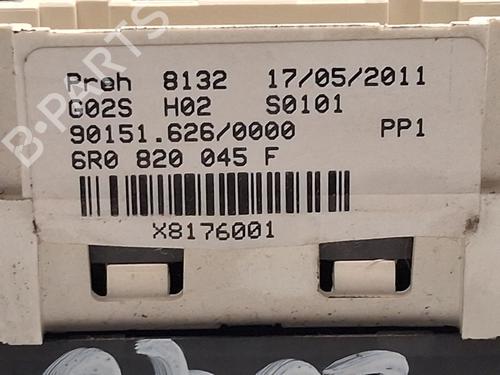 Preh 8132 17/05/2011
G02S H02 S0101
90151.626/0000 PP1
6R0 820 045 F
X8176001
B-PARTS